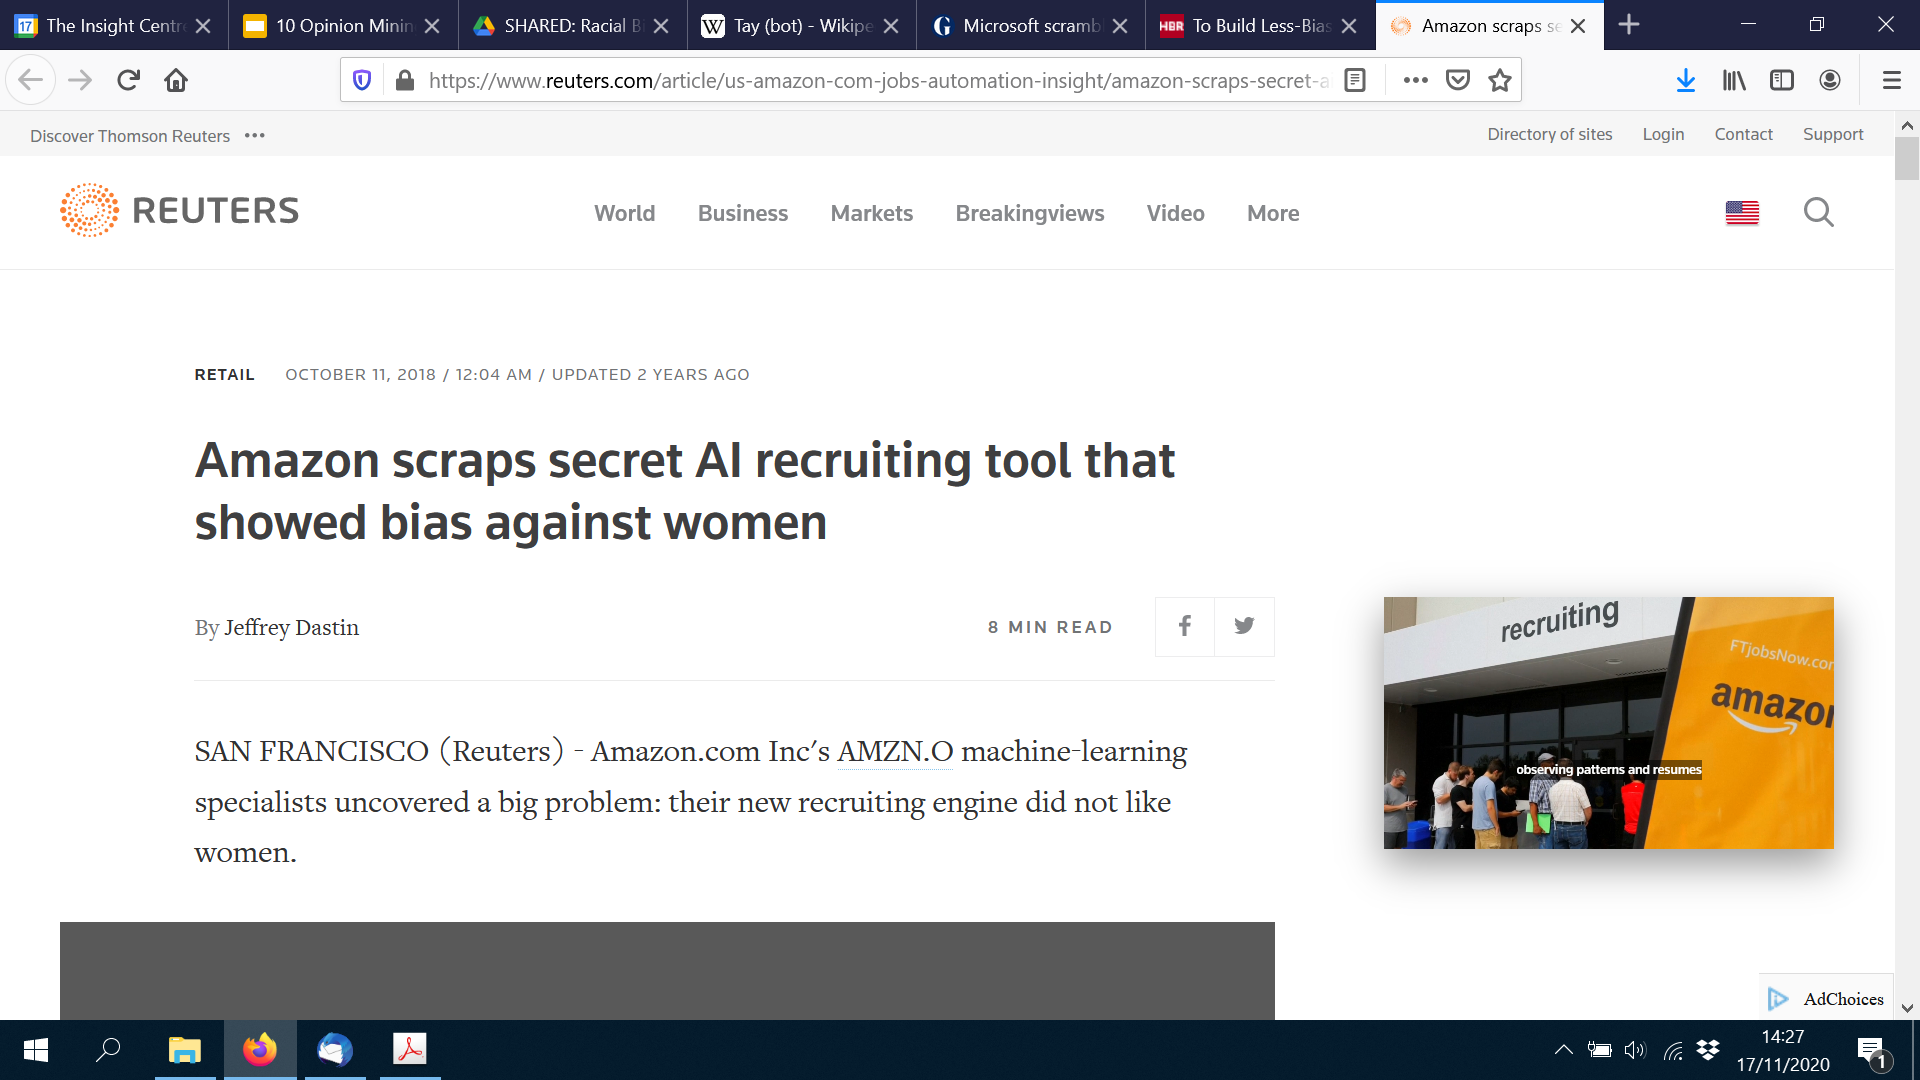 The Insight Centre
10 Opinion Minin
SHARED: Racial B
Tay (bot) - Wikipe
Microsoft scrambl
HBR To Build Less-Bias
Amazon scraps se
https://www.reuters.com/article/us-amazon-com-jobs-automation-insight/amazon-scraps-secret-a
Discover Thomson Reuters
Directory of sites Login Contact Support
REUTERS
World Business Markets Breakingviews Video More
RETAIL OCTOBER 11, 2018 / 12:04 AM / UPDATED 2 YEARS AGO
Amazon scraps secret AI recruiting tool that
showed bias against women
By Jeffrey Dastin
8 MIN READ
recruiting
FTjobsNow.com
amazon
observing patterns and resumes
SAN FRANCISCO (Reuters) - Amazon.com Inc's AMZN.O machine-learning
specialists uncovered a big problem: their new recruiting engine did not like
women.
AdChoices
14:27
17/11/2020
1